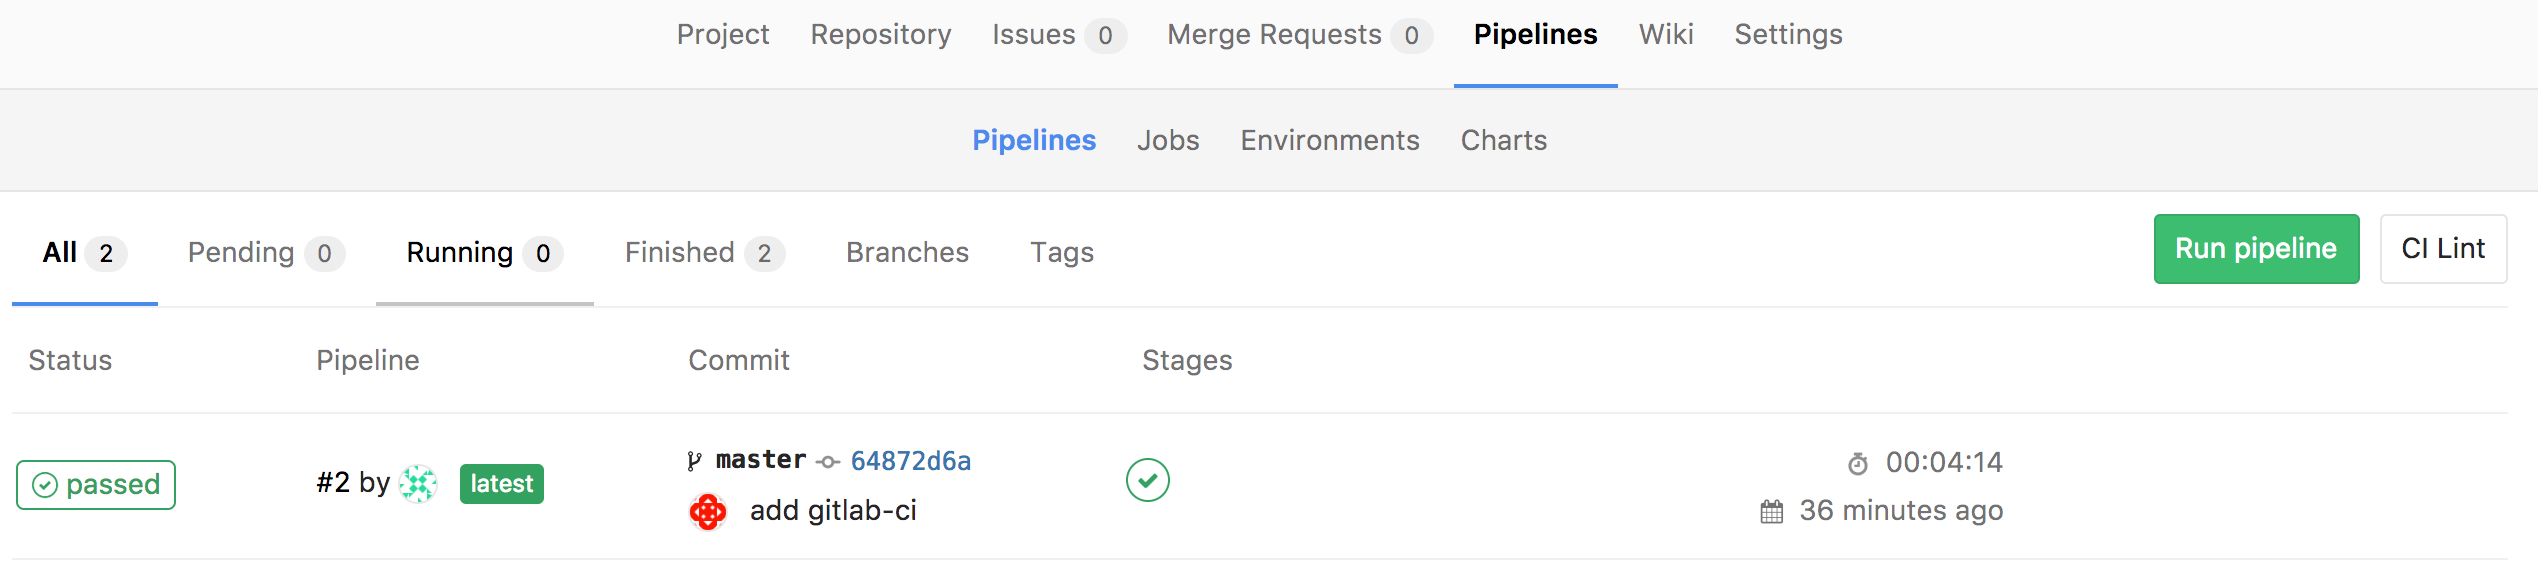 Project Repository Issues 0 Merge Requests 0 Pipelines Wiki Settings
Pipelines Jobs Environments Charts
All 2 Pending 0 Running 0 Finished 2 Branches Tags Run pipeline CI Lint
Status Pipeline Commit Stages
passed #2 by latest master 64872d6a 00:04:14
add gitlab-ci 36 minutes ago